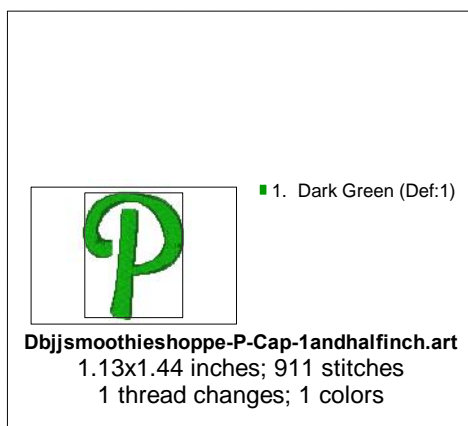 1. Dark Green (Def:1)
P
Dbjjsmoothieshoppe-P-Cap-1andhalfinch.art
1.13x1.44 inches; 911 stitches
1 thread changes; 1 colors